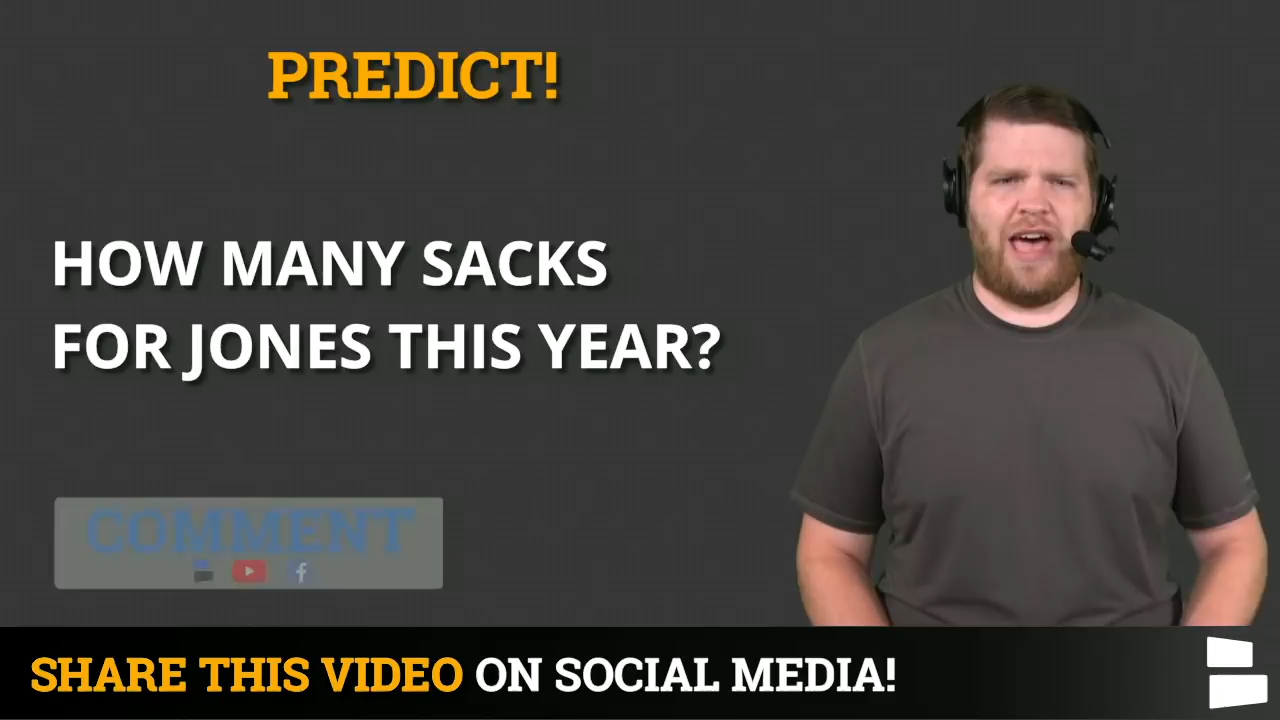 PREDICT!
HOW MANY SACKS
FOR JONES THIS YEAR?
COMMENT
SHARE THIS VIDEO ON SOCIAL MEDIA!